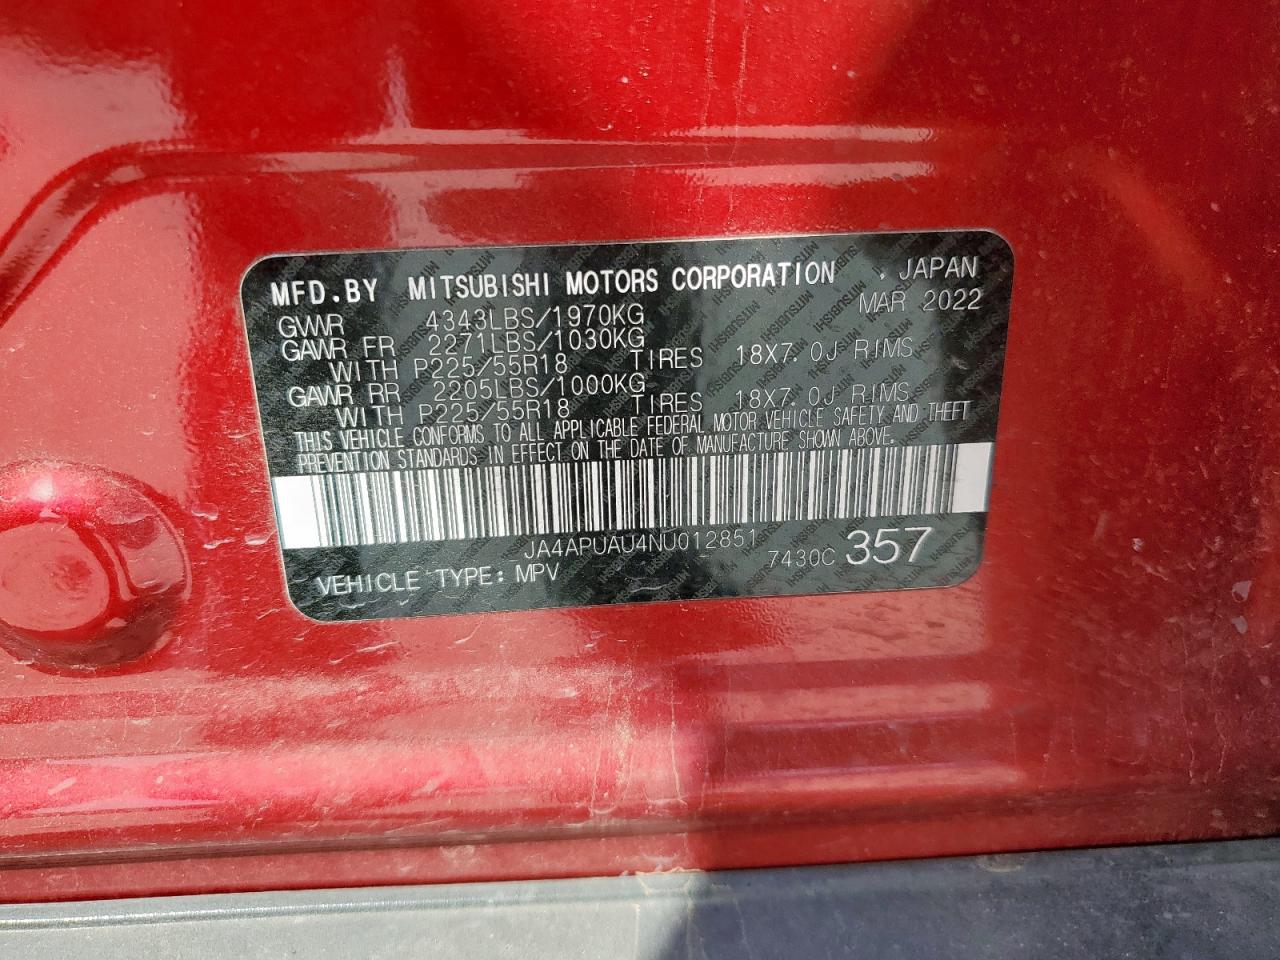 MFD.BY MITSUBISHI MOTORS CORPORATION , JAPAN
MAR 2022
GVWR 4343LBS/1970KG
GAWR FR 2271LBS/1030KG
WITH P225/55R18 TIRES 18X7.0J RIMS
GAWR RR 2205LBS/1000KG
WITH P225/55R18 TIRES 18X7.0J RIMS
THIS VEHICLE CONFORMS TO ALL APPLICABLE FEDERAL MOTOR VEHICLE SAFETY AND THEFT
PREVENTION STANDARDS IN EFFECT ON THE DATE OF MANUFACTURE SHOWN ABOVE.
JA4APUAU4NU012851
VEHICLE TYPE: MPV 7430C 357